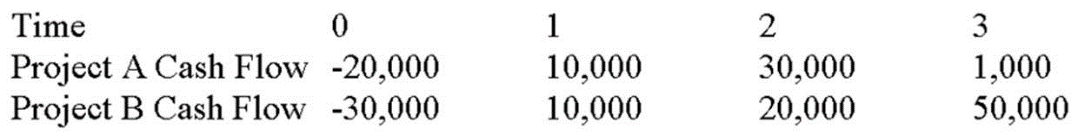 Time 0 1 2 3
Project A Cash Flow -20,000 10,000 30,000 1,000
Project B Cash Flow -30,000 10,000 20,000 50,000